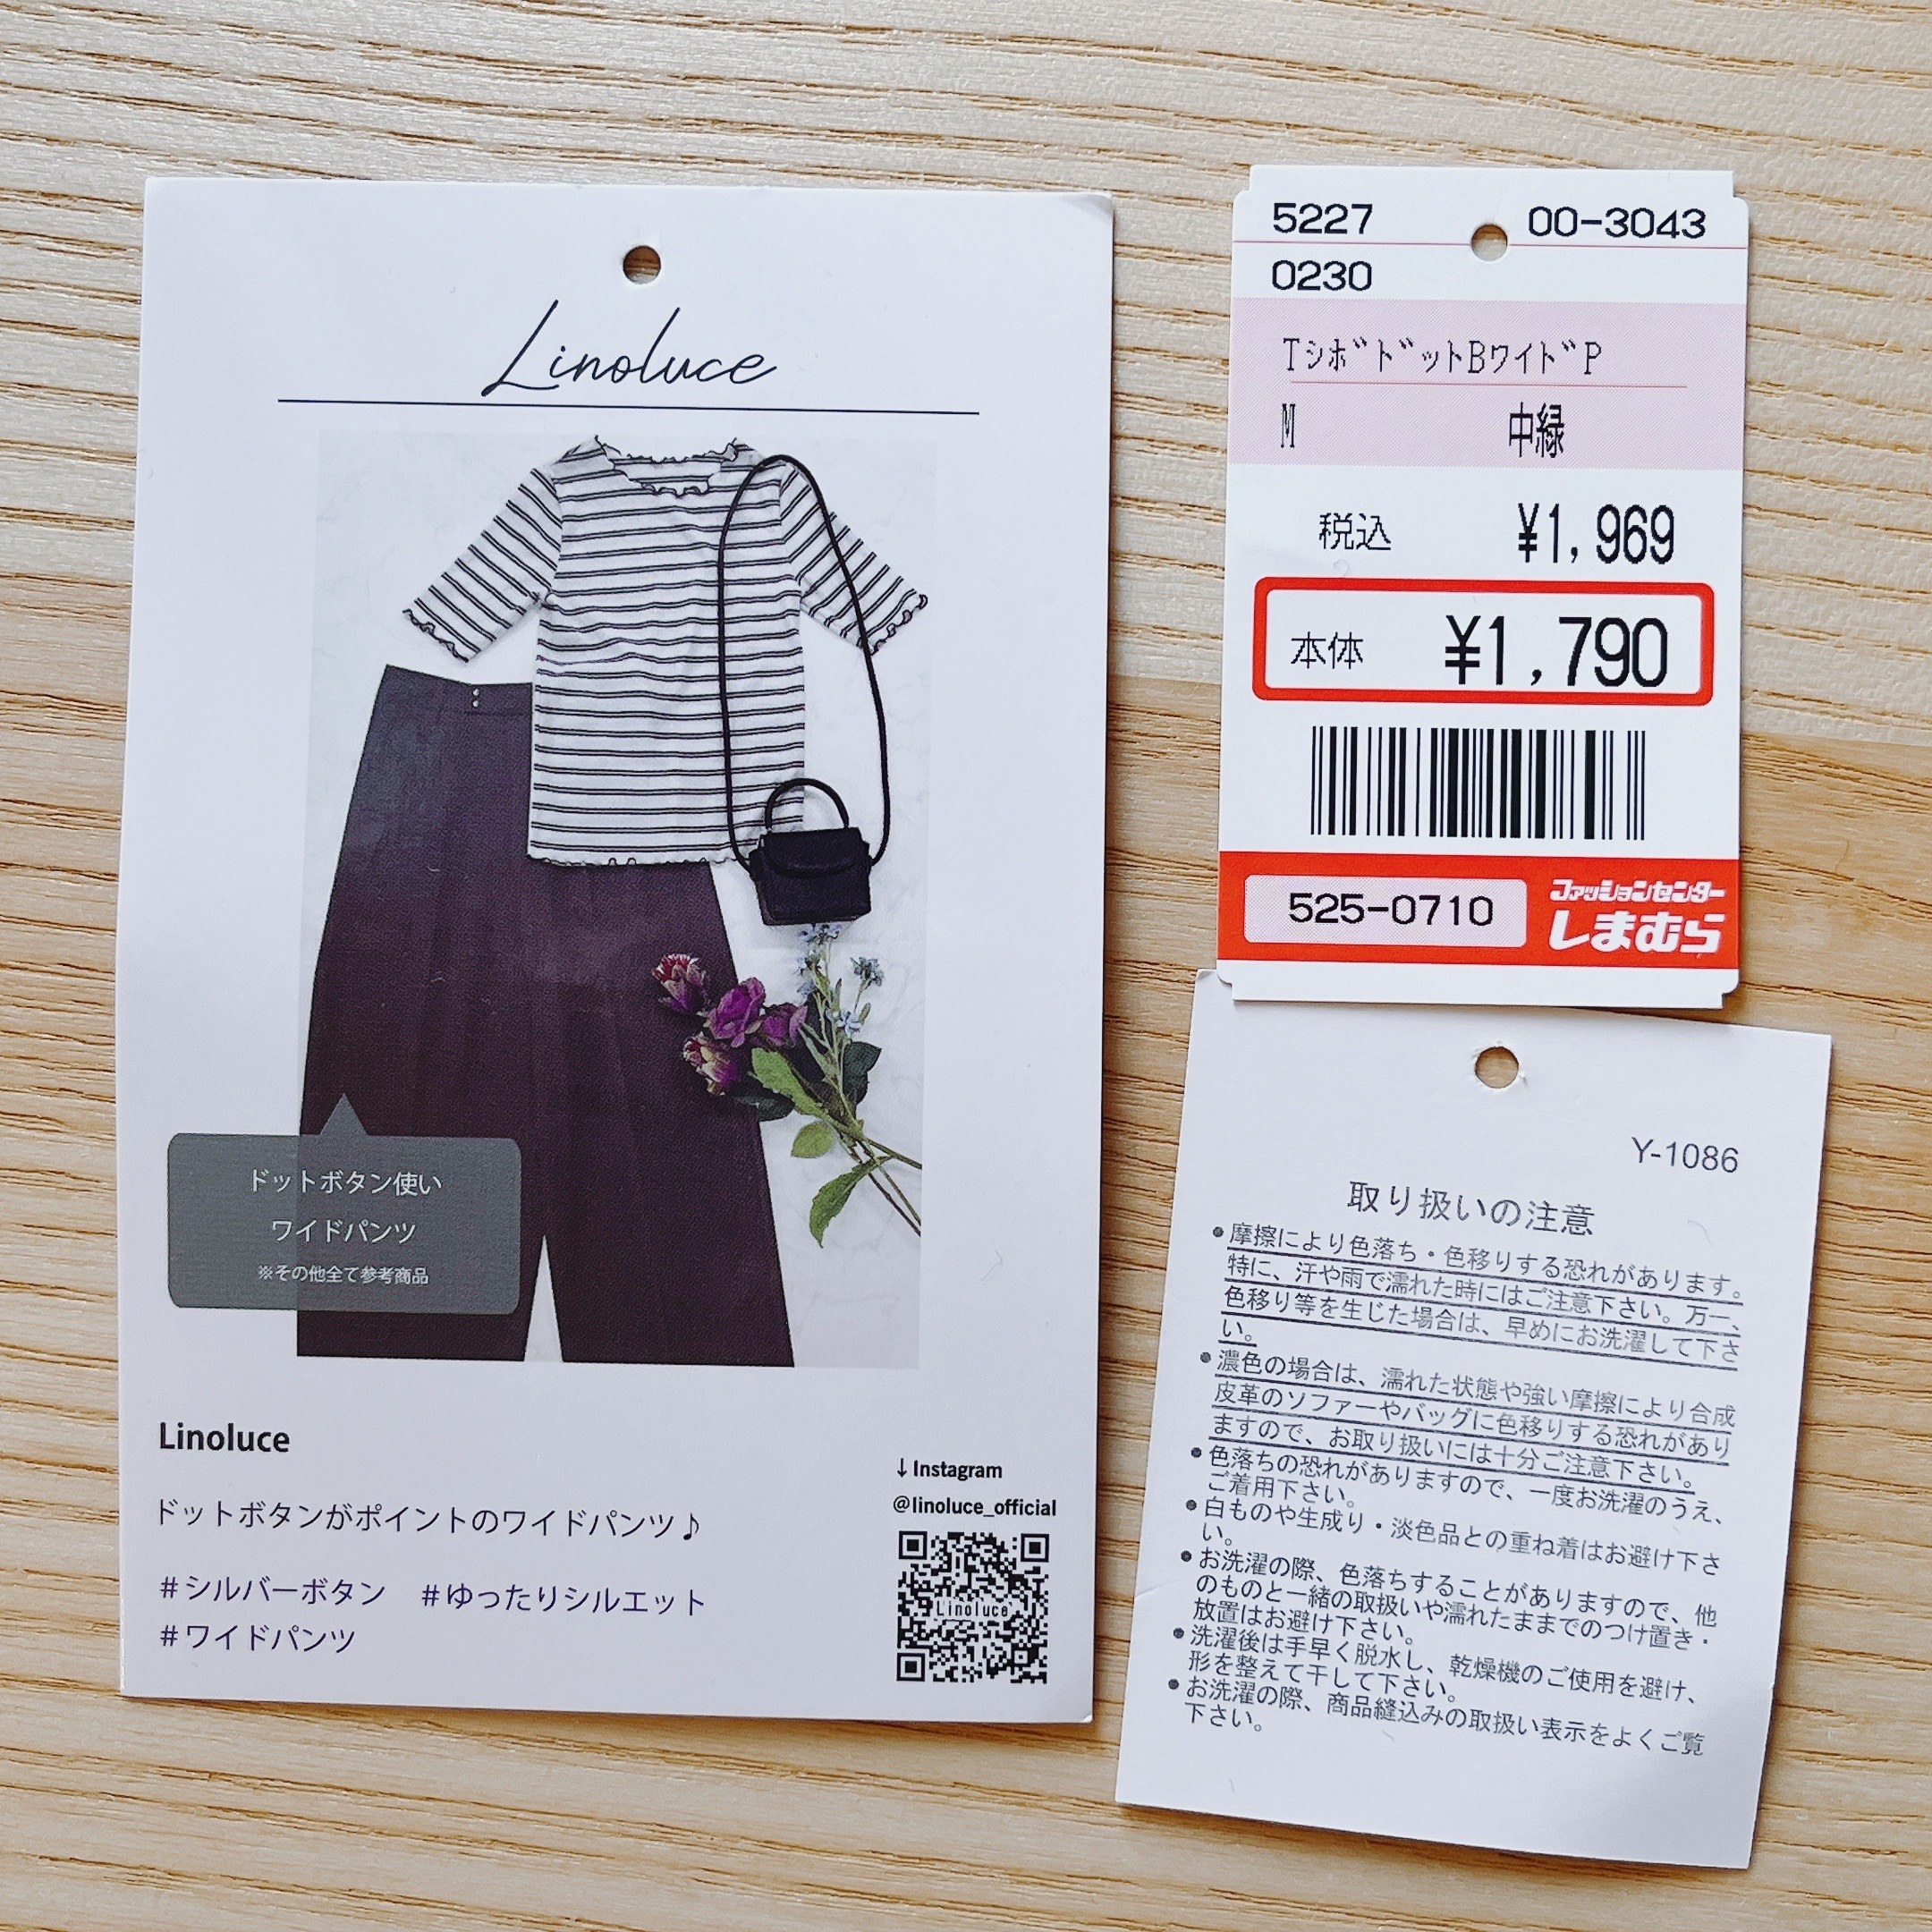 Linoluce
ドットボタン使い
ワイドパンツ
※その他全て参考商品
Linoluce
ドットボタンがポイントのワイドパンツ♪
#シルバーボタン #ゆったりシルエット
#ワイドパンツ
↓Instagram
@linoluce_official
Linoluce
5227 00-3043
0230
TシボドットBワイドP
M 中緑
税込 ¥1,969
本体 ¥1,790
525-0710
ファッションセンター
しまむら
Y-1086
取り扱いの注意
●摩擦により色落ち・色移りする恐れがあります。
特に、汗や雨で濡れた時にはご注意下さい。万一、
色移り等を生じた場合は、早めにお洗濯して下さ
い。
●濃色の場合は、濡れた状態や強い摩擦により合成
皮革のソファーやバッグに色移りする恐れがあり
ますので、お取り扱いには十分ご注意下さい。
●色落ちの恐れがありますので、一度お洗濯のうえ、
ご着用下さい。
●白ものや生成り・淡色品との重ね着はお避け下さ
い。
●お洗濯の際、色落ちすることがありますので、他
のものと一緒の取扱いや濡れたままでのつけ置き・
放置はお避け下さい。
●洗濯後は手早く脱水し、乾燥機のご使用を避け、
形を整えて干して下さい。
●お洗濯の際、商品縫込みの取扱い表示をよくご覧
下さい。